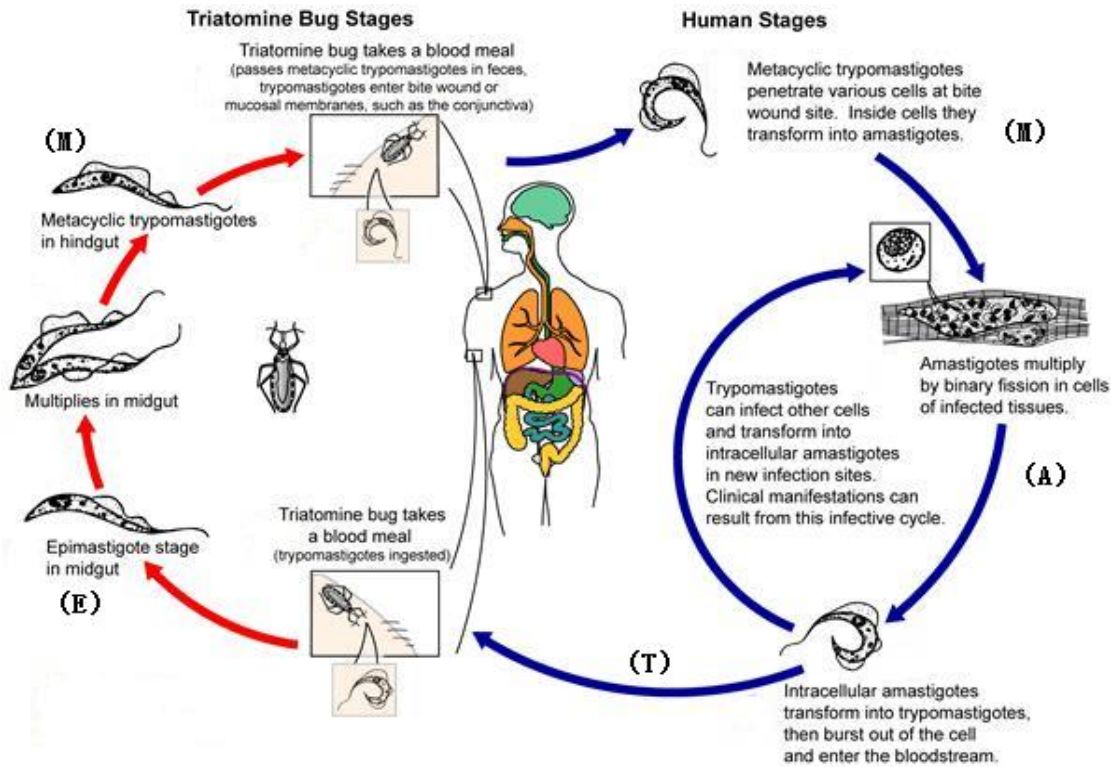 Triatomine Bug Stages
Human Stages
Triatomine bug takes a blood meal
(passes metacyclic trypomastigotes in feces,
trypomastigotes enter bite wound or
mucosal membranes, such as the conjunctiva)
Metacyclic trypomastigotes
penetrate various cells at bite
wound site. Inside cells they
transform into amastigotes.
(M)
(M)
Metacyclic trypomastigotes
in hindgut
Multiplies in midgut
Amastigotes multiply
by binary fission in cells
of infected tissues.
Trypomastigotes
can infect other cells
and transform into
intracellular amastigotes
in new infection sites.
Clinical manifestations can
result from this infective cycle.
(A)
Epimastigote stage
in midgut
(E)
Triatomine bug takes
a blood meal
(trypomastigotes ingested)
(T)
Intracellular amastigotes
transform into trypomastigotes,
then burst out of the cell
and enter the bloodstream.